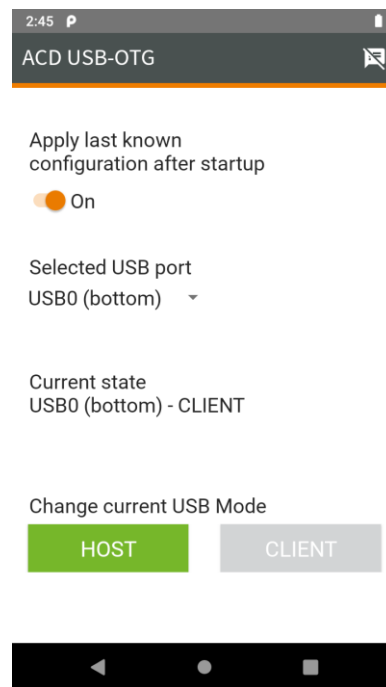 2:45
ACD USB-OTG
Apply last known
configuration after startup
On
Selected USB port
USB0 (bottom)
Current state
USB0 (bottom) - CLIENT
Change current USB Mode
HOST
CLIENT